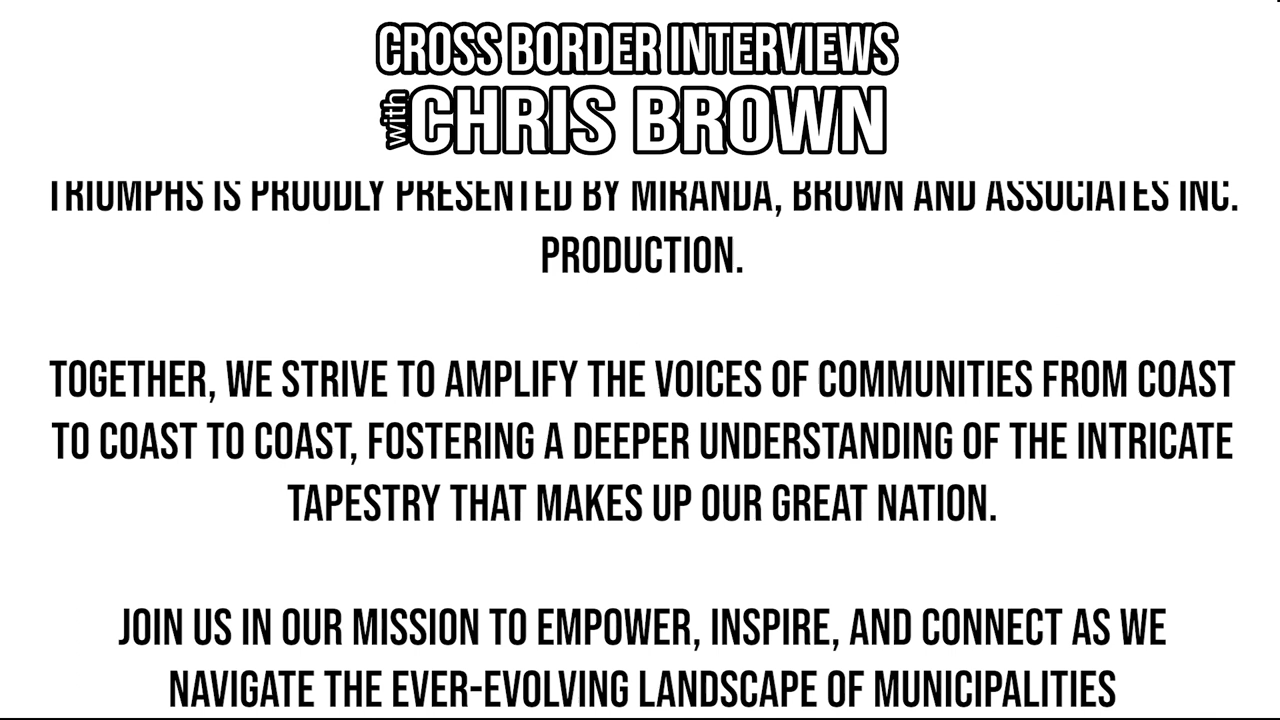 CROSS BORDER INTERVIEWS
with CHRIS BROWN
TRIUMPHS IS PROUDLY PRESENTED BY MIRANDA, BROWN AND ASSOCIATES INC.
PRODUCTION.
TOGETHER, WE STRIVE TO AMPLIFY THE VOICES OF COMMUNITIES FROM COAST
TO COAST TO COAST, FOSTERING A DEEPER UNDERSTANDING OF THE INTRICATE
TAPESTRY THAT MAKES UP OUR GREAT NATION.
JOIN US IN OUR MISSION TO EMPOWER, INSPIRE, AND CONNECT AS WE
NAVIGATE THE EVER-EVOLVING LANDSCAPE OF MUNICIPALITIES